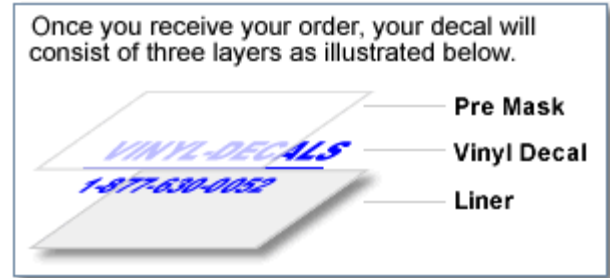 Once you receive your order, your decal will
consist of three layers as illustrated below.
Pre Mask
VINYL-DECALS
Vinyl Decal
1-877-630-0052
Liner